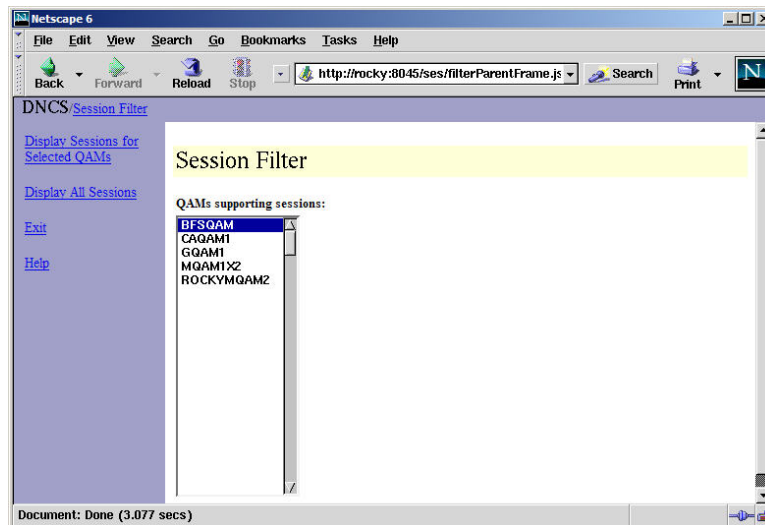 Netscape 6
File Edit View Search Go Bookmarks Tasks Help
Back Forward Reload Stop http://rocky:8045/ses/filterParentFrame.js Search Print N
DNCS/Session Filter
Display Sessions for
Selected QAMs
Display All Sessions
Exit
Help
Session Filter
QAMs supporting sessions:
BFSQAM
CAQAM1
GQAM1
MQAM1X2
ROCKYMQAM2
Document: Done (3.077 secs)